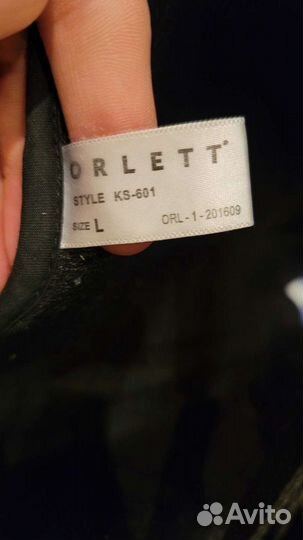 ORLETT®
STYLE KS-601
SIZE L ORL-1-201609
Avito